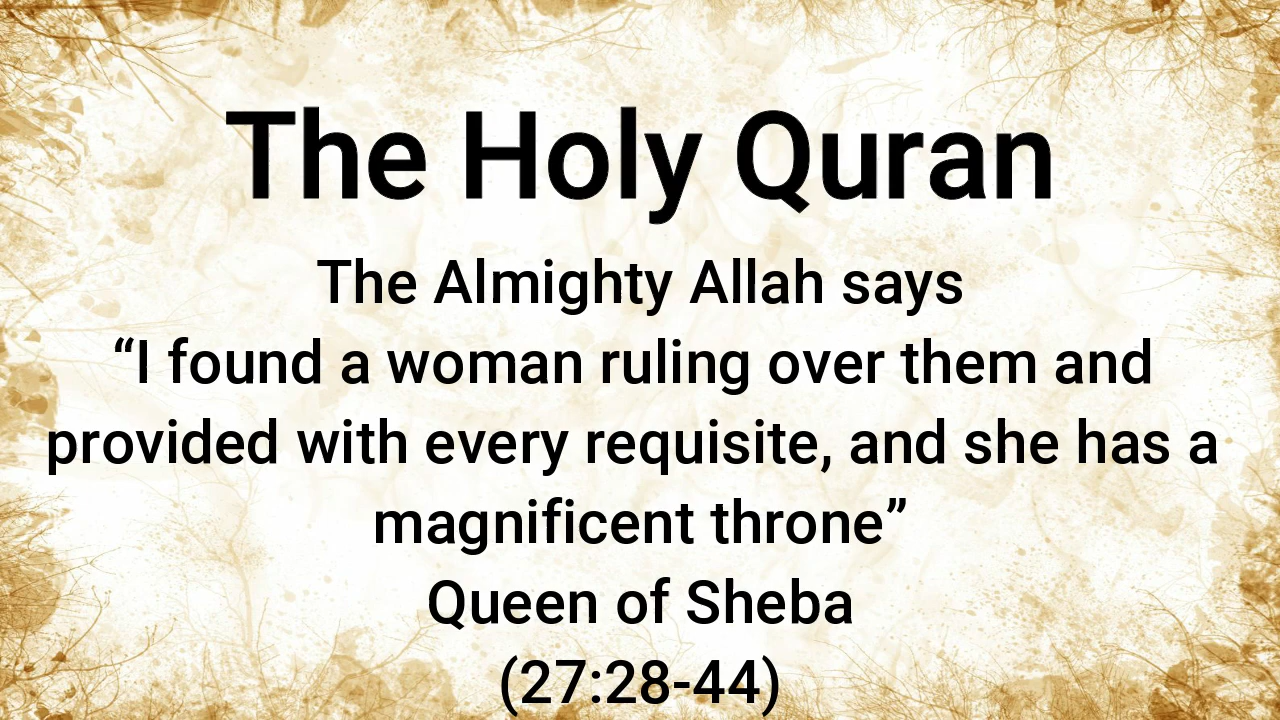 The Holy Quran
The Almighty Allah says
“I found a woman ruling over them and
provided with every requisite, and she has a
magnificent throne”
Queen of Sheba
(27:28-44)